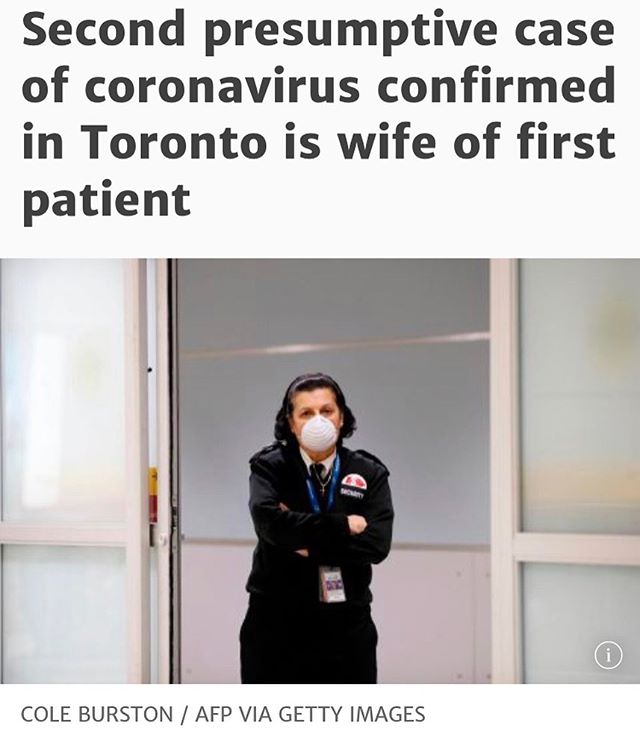 Second presumptive case
of coronavirus confirmed
in Toronto is wife of first
patient
SECURITY
i
COLE BURSTON / AFP VIA GETTY IMAGES